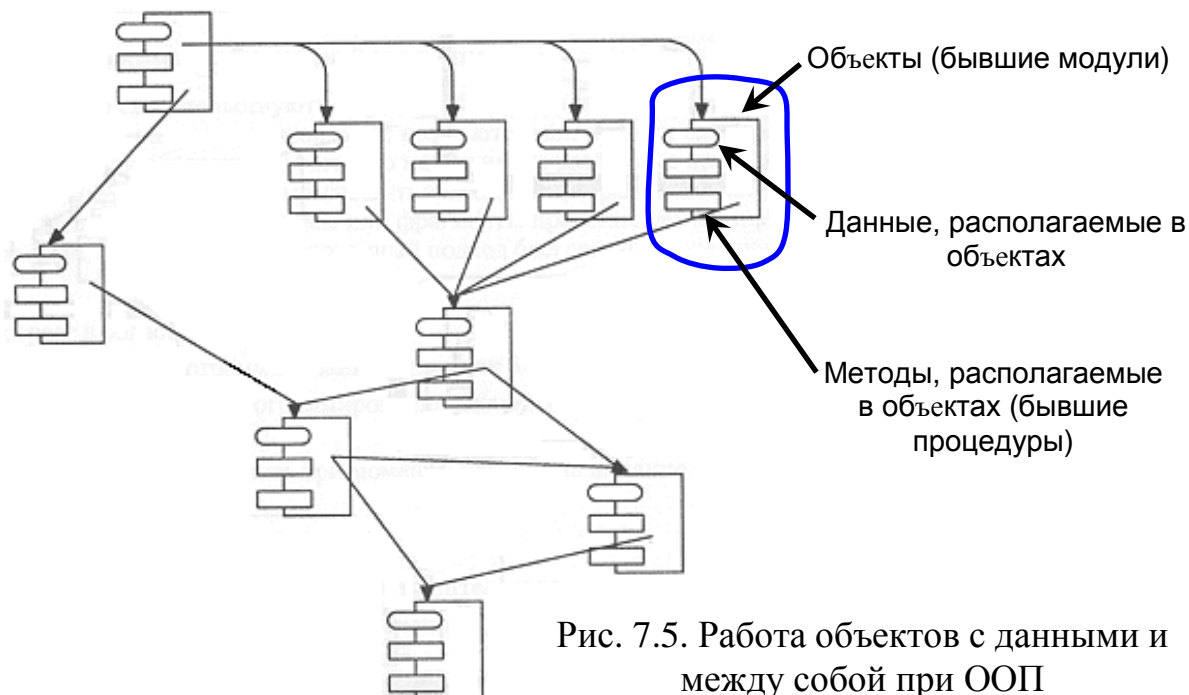 Объекты (бывшие модули)
Данные, располагаемые в
объектах
Методы, располагаемые
в объектах (бывшие
процедуры)
Рис. 7.5. Работа объектов с данными и
между собой при ООП